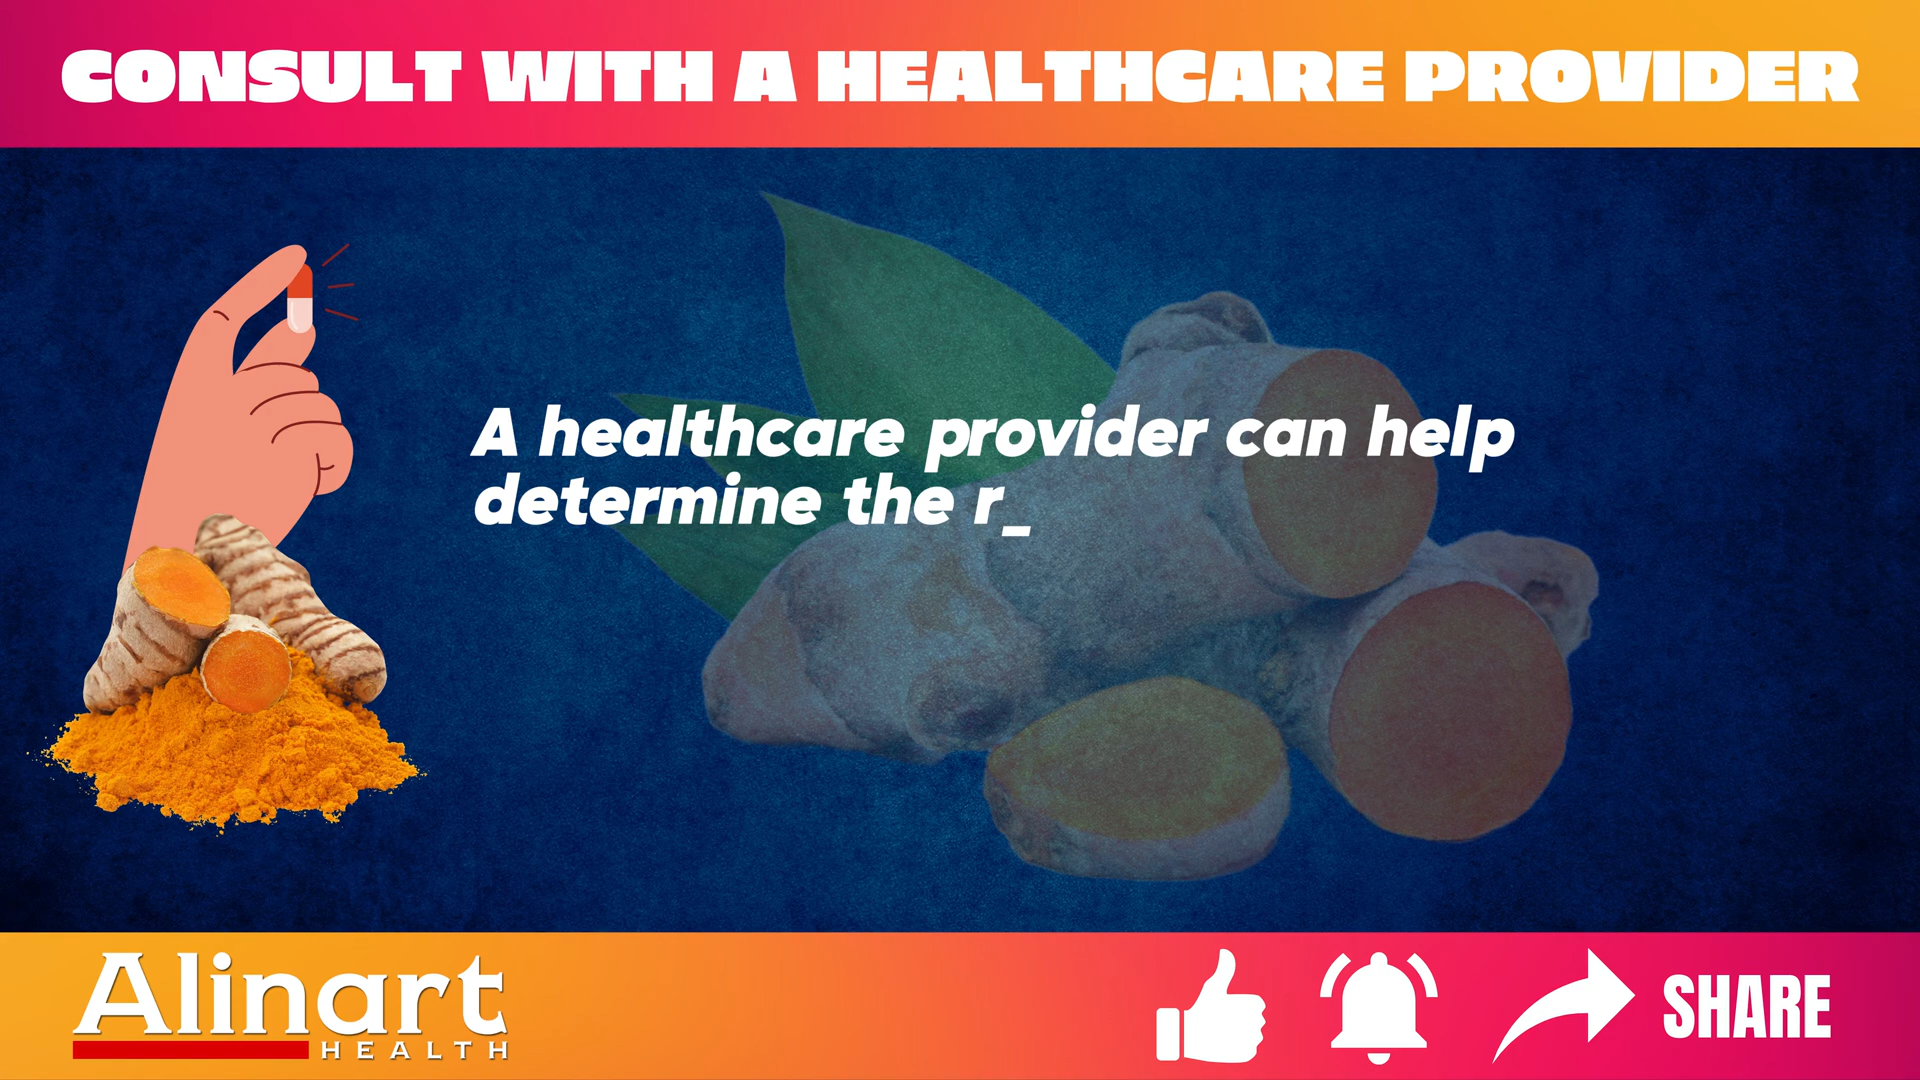 CONSULT WITH A HEALTHCARE PROVIDER
A healthcare provider can help
determine the r_
Alinart
HEALTH
SHARE